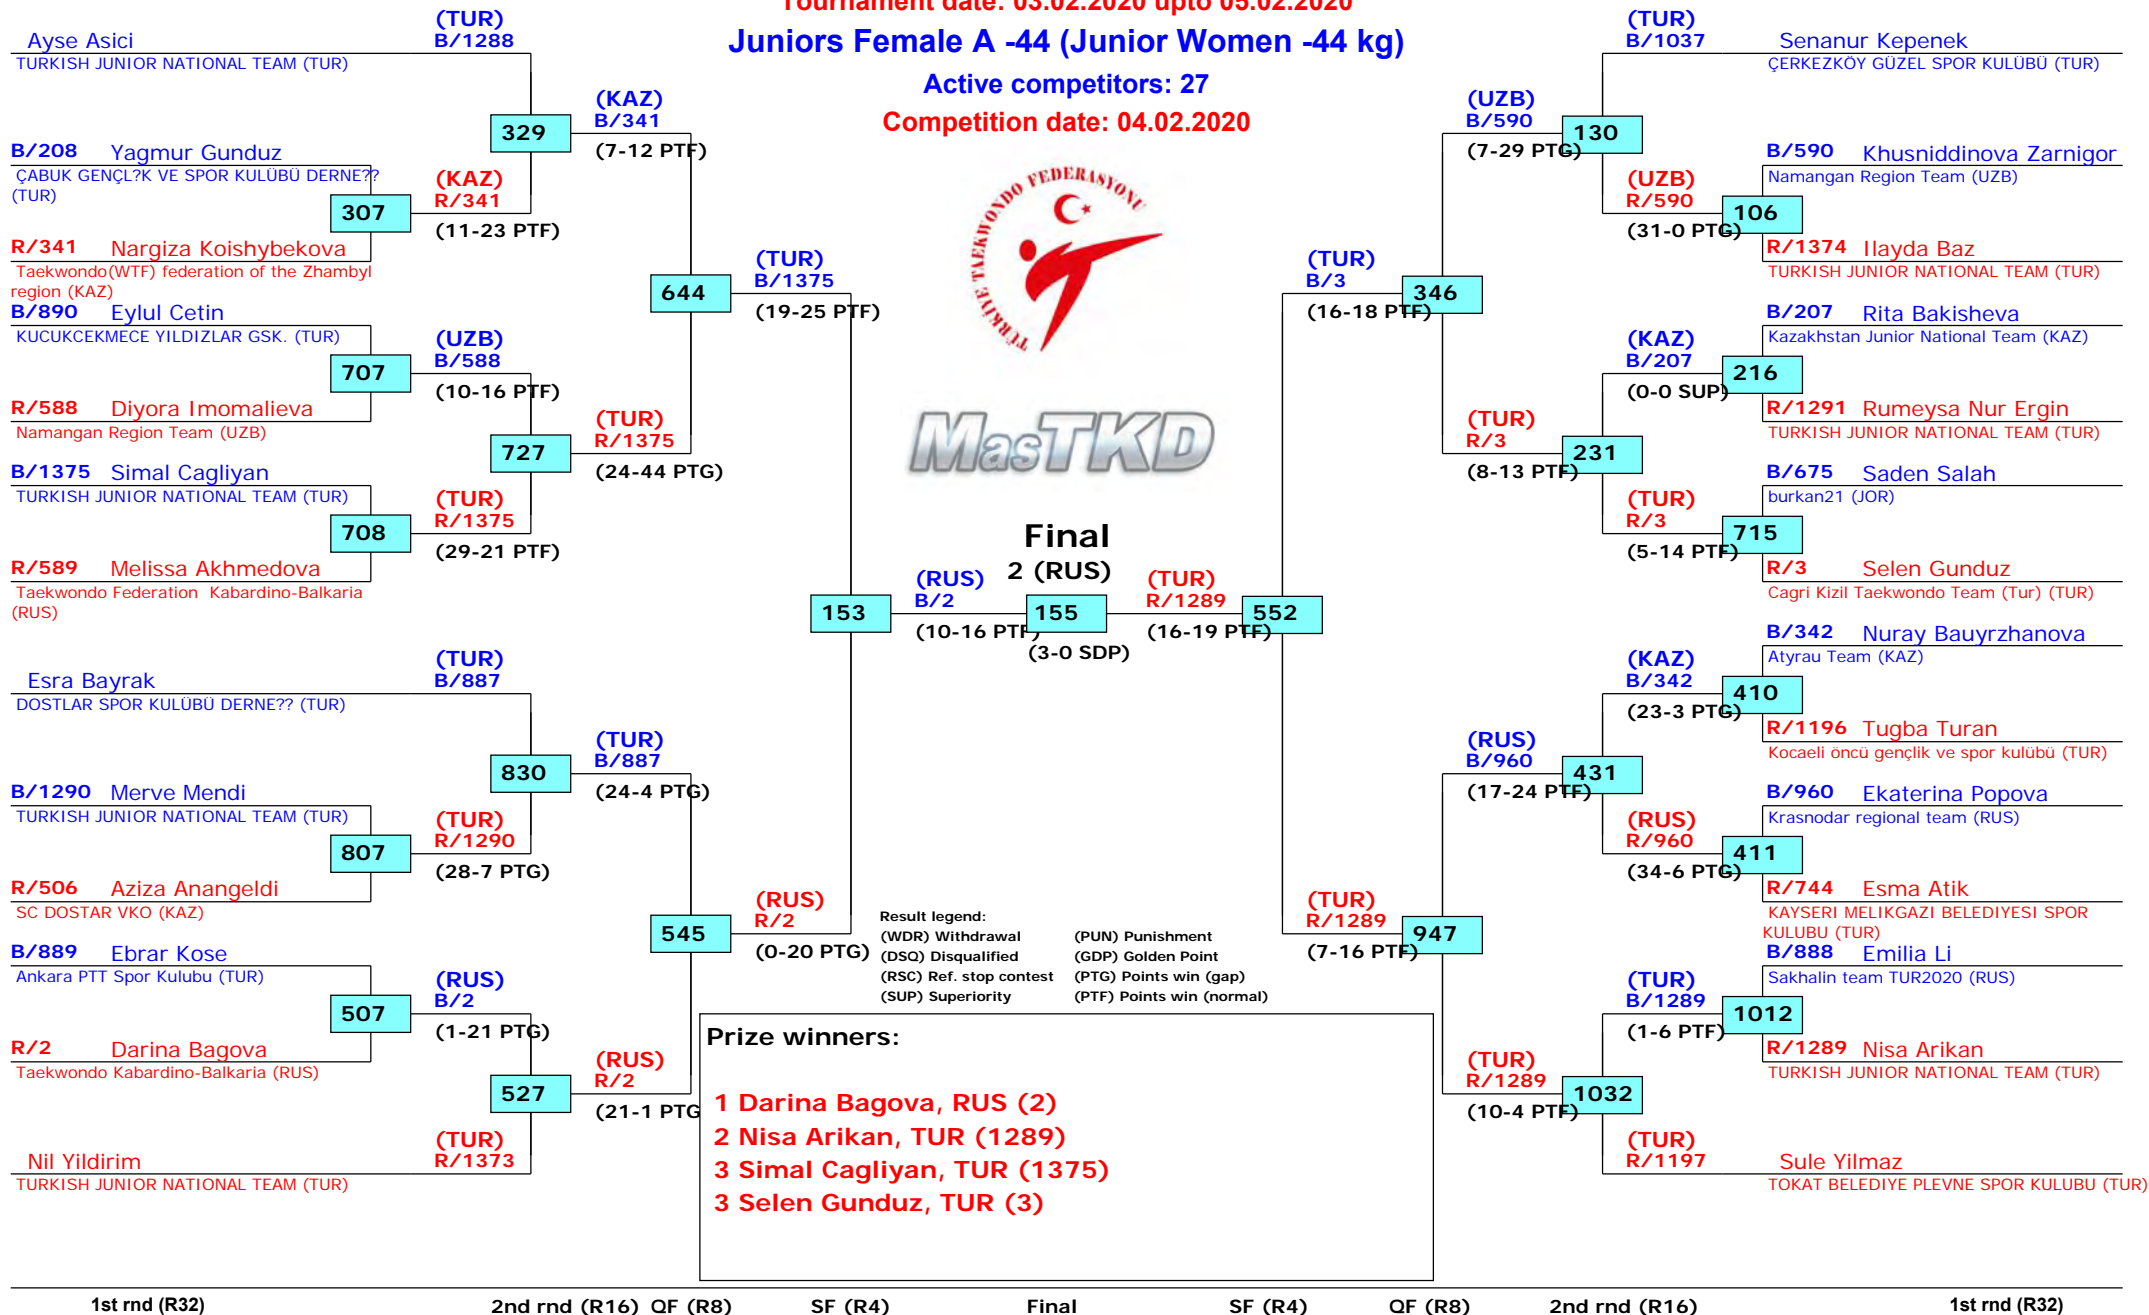 Tournament date: 03.02.2020 upto 05.02.2020
Juniors Female A -44 (Junior Women -44 kg)
Active competitors: 27
Competition date: 04.02.2020
TÜRKİYE TAEKWONDO FEDERASYONU
MasTKD
(TUR)
Ayse Asici B/1288
TURKISH JUNIOR NATIONAL TEAM (TUR)
B/208 Yagmur Gunduz
ÇABUK GENÇL?K VE SPOR KULÜBÜ DERNE??
(TUR)
307
R/341 Nargiza Koishybekova
Taekwondo(WTF) federation of the Zhambyl
region (KAZ)
B/890 Eylul Cetin
KUCUKCEKMECE YILDIZLAR GSK. (TUR)
707
R/588 Diyora Imomalieva
Namangan Region Team (UZB)
B/1375 Simal Cagliyan
TURKISH JUNIOR NATIONAL TEAM (TUR)
708
R/589 Melissa Akhmedova
Taekwondo Federation Kabardino-Balkaria
(RUS)
(TUR)
Esra Bayrak B/887
DOSTLAR SPOR KULÜBÜ DERNE?? (TUR)
B/1290 Merve Mendi
TURKISH JUNIOR NATIONAL TEAM (TUR)
807
R/506 Aziza Anangeldi
SC DOSTAR VKO (KAZ)
B/889 Ebrar Kose
Ankara PTT Spor Kulubu (TUR)
507
R/2 Darina Bagova
Taekwondo Kabardino-Balkaria (RUS)
(TUR)
Nil Yildirim R/1373
TURKISH JUNIOR NATIONAL TEAM (TUR)
329
(KAZ)
R/341
(11-23 PTF)
(UZB)
B/588
(10-16 PTF)
727
(TUR)
R/1375
(29-21 PTF)
830
(TUR)
R/1290
(28-7 PTG)
(RUS)
B/2
(1-21 PTG)
527
(KAZ)
B/341
(7-12 PTF)
644
(TUR)
R/1375
(24-44 PTG)
(TUR)
B/887
(24-4 PTG)
545
(RUS)
R/2
(21-1 PTG
(TUR)
B/1375
(19-25 PTF)
153
(RUS)
R/2
(0-20 PTG)
Final
2 (RUS)
(RUS)
B/2
(10-16 PTF)
155
(3-0 SDP)
(TUR)
R/1289
(16-19 PTF)
552
(TUR)
B/3
(16-18 PTF)
346
(TUR)
R/1289
(7-16 PTF)
947
(UZB)
B/590
(7-29 PTG)
130
(TUR)
R/3
(8-13 PTF)
231
(RUS)
B/960
(17-24 PTF)
431
(TUR)
R/1289
(10-4 PTF)
1032
(TUR)
B/1037 Senanur Kepenek
ÇERKEZKÖY GÜZEL SPOR KULÜBÜ (TUR)
(UZB)
R/590
(31-0 PTG)
106
B/590 Khusniddinova Zarnigor
Namangan Region Team (UZB)
R/1374 Ilayda Baz
TURKISH JUNIOR NATIONAL TEAM (TUR)
(KAZ)
B/207
(0-0 SUP)
216
B/207 Rita Bakisheva
Kazakhstan Junior National Team (KAZ)
R/1291 Rumeysa Nur Ergin
TURKISH JUNIOR NATIONAL TEAM (TUR)
(TUR)
R/3
(5-14 PTF)
715
B/675 Saden Salah
burkan21 (JOR)
R/3 Selen Gunduz
Cagri Kizil Taekwondo Team (Tur) (TUR)
(KAZ)
B/342
(23-3 PTG)
410
B/342 Nuray Bauyrzhanova
Atyrau Team (KAZ)
R/1196 Tugba Turan
Kocaeli öncü gençlik ve spor kulübü (TUR)
(RUS)
R/960
(34-6 PTG)
411
B/960 Ekaterina Popova
Krasnodar regional team (RUS)
R/744 Esma Atik
KAYSERI MELIKGAZI BELEDIYESI SPOR
KULUBU (TUR)
(TUR)
B/1289
(1-6 PTF)
1012
B/888 Emilia Li
Sakhalin team TUR2020 (RUS)
R/1289 Nisa Arikan
TURKISH JUNIOR NATIONAL TEAM (TUR)
(TUR)
R/1197 Sule Yilmaz
TOKAT BELEDIYE PLEVNE SPOR KULUBU (TUR)
Result legend:
(WDR) Withdrawal (PUN) Punishment
(DSQ) Disqualified (GDP) Golden Point
(RSC) Ref. stop contest (PTG) Points win (gap)
(SUP) Superiority (PTF) Points win (normal)
Prize winners:
1 Darina Bagova, RUS (2)
2 Nisa Arikan, TUR (1289)
3 Simal Cagliyan, TUR (1375)
3 Selen Gunduz, TUR (3)
1st rnd (R32) 2nd rnd (R16) QF (R8) SF (R4) Final SF (R4) QF (R8) 2nd rnd (R16) 1st rnd (R32)